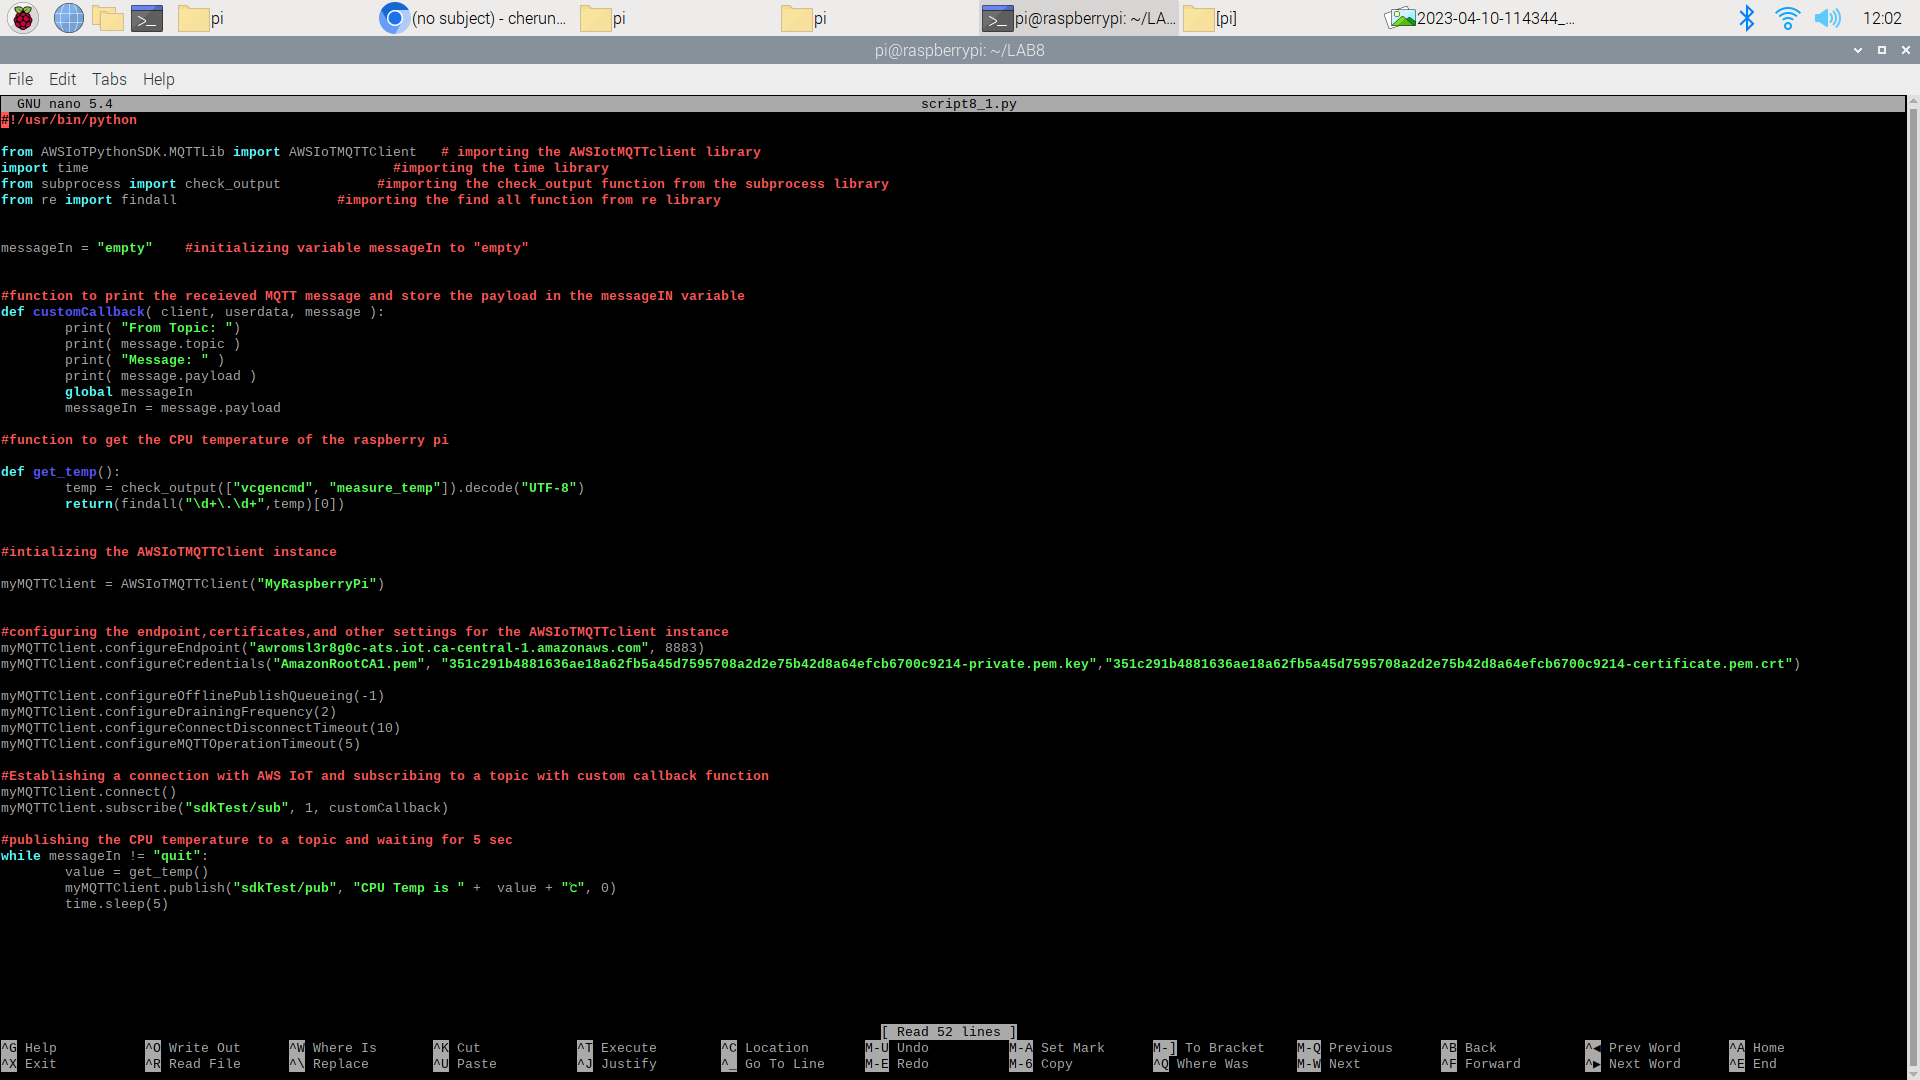 pi
(no subject) - cherun...
pi
pi
pi@raspberrypi: ~/LA...
[pi]
2023-04-10-114344_...
12:02
pi@raspberrypi: ~/LAB8
File Edit Tabs Help
GNU nano 5.4 script8_1.py
#!/usr/bin/python
from AWSIoTPythonSDK.MQTTLib import AWSIoTMQTTClient # importing the AWSIotMQTTclient library
import time #importing the time library
from subprocess import check_output #importing the check_output function from the subprocess library
from re import findall #importing the find all function from re library
messageIn = "empty" #initializing variable messageIn to "empty"
#function to print the receieved MQTT message and store the payload in the messageIN variable
def customCallback( client, userdata, message ):
print( "From Topic: ")
print( message.topic )
print( "Message: " )
print( message.payload )
global messageIn
messageIn = message.payload
#function to get the CPU temperature of the raspberry pi
def get_temp():
temp = check_output(["vcgencmd", "measure_temp"]).decode("UTF-8")
return(findall("\d+\.\d+",temp)[0])
#intializing the AWSIoTMQTTClient instance
myMQTTClient = AWSIoTMQTTClient("MyRaspberryPi")
#configuring the endpoint,certificates,and other settings for the AWSIoTMQTTclient instance
myMQTTClient.configureEndpoint("awromsl3r8g0c-ats.iot.ca-central-1.amazonaws.com", 8883)
myMQTTClient.configureCredentials("AmazonRootCA1.pem", "351c291b4881636ae18a62fb5a45d7595708a2d2e75b42d8a64efcb6700c9214-private.pem.key","351c291b4881636ae18a62fb5a45d7595708a2d2e75b42d8a64efcb6700c9214-certificate.pem.crt")
myMQTTClient.configureOfflinePublishQueueing(-1)
myMQTTClient.configureDrainingFrequency(2)
myMQTTClient.configureConnectDisconnectTimeout(10)
myMQTTClient.configureMQTTOperationTimeout(5)
#Establishing a connection with AWS IoT and subscribing to a topic with custom callback function
myMQTTClient.connect()
myMQTTClient.subscribe("sdkTest/sub", 1, customCallback)
#publishing the CPU temperature to a topic and waiting for 5 sec
while messageIn != "quit":
value = get_temp()
myMQTTClient.publish("sdkTest/pub", "CPU Temp is " + value + "℃", 0)
time.sleep(5)
[ Read 52 lines ]
^G Help ^O Write Out ^W Where Is ^K Cut ^T Execute ^C Location M-U Undo M-A Set Mark M-] To Bracket M-Q Previous ^B Back ^◀ Prev Word ^A Home
^X Exit ^R Read File ^\ Replace ^U Paste ^J Justify ^_ Go To Line M-E Redo M-6 Copy ^Q Where Was M-W Next ^F Forward ^▶ Next Word ^E End